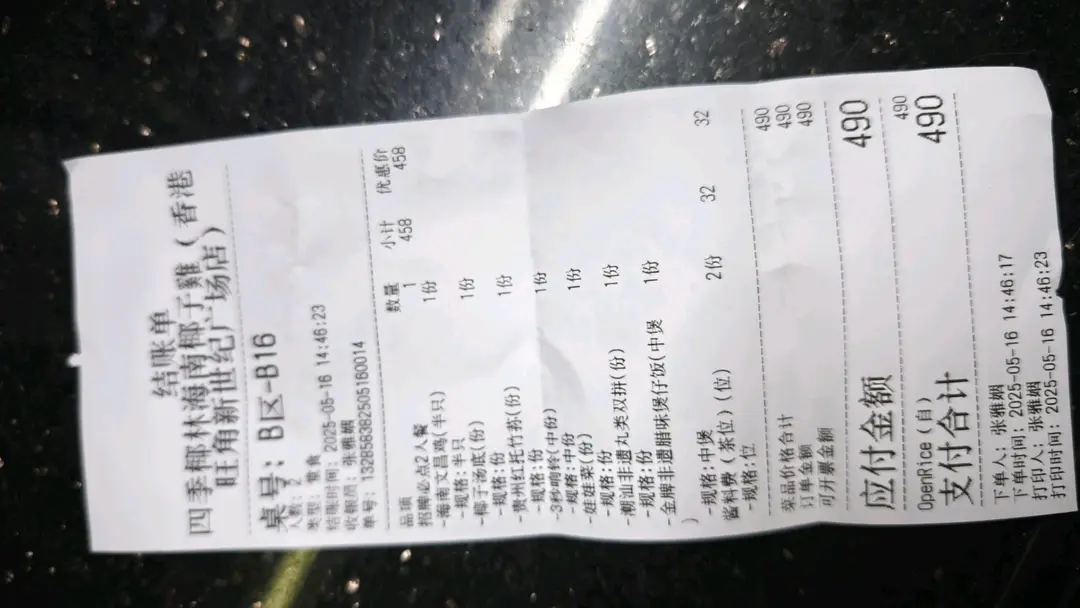 结账单
四季椰林海南椰子雞（香港
旺角新世纪广场店）
桌号：B区-B16
人数：2
类型：堂食
结账时间：2025-05-16 14:46:23
收银员：张雅姻
单号：132858382505160014
品项 数量 小计 优惠价
招牌必点2人餐 1 458 458
-海南文昌鸡(半只) 1份
-规格：半只
-椰子汤底(份) 1份
-规格：份
-贵州红托竹荪(份) 1份
-规格：份
-3秒响铃(中份) 1份
-规格：中份
-娃娃菜(份) 1份
-规格：份
-潮汕非遗丸类双拼(份) 1份
-规格：份
-金牌非遗腊味煲仔饭(中煲 1份
)
-规格：中煲
酱料费（茶位）(位) 2份 32 32
-规格：位
菜品价格合计 490
订单金额 490
可开票金额 490
应付金额 490
OpenRice（自） 490
支付合计 490
下单人：张雅姻
下单时间：2025-05-16 14:46:17
打印人：张雅姻
打印时间：2025-05-16 14:46:23